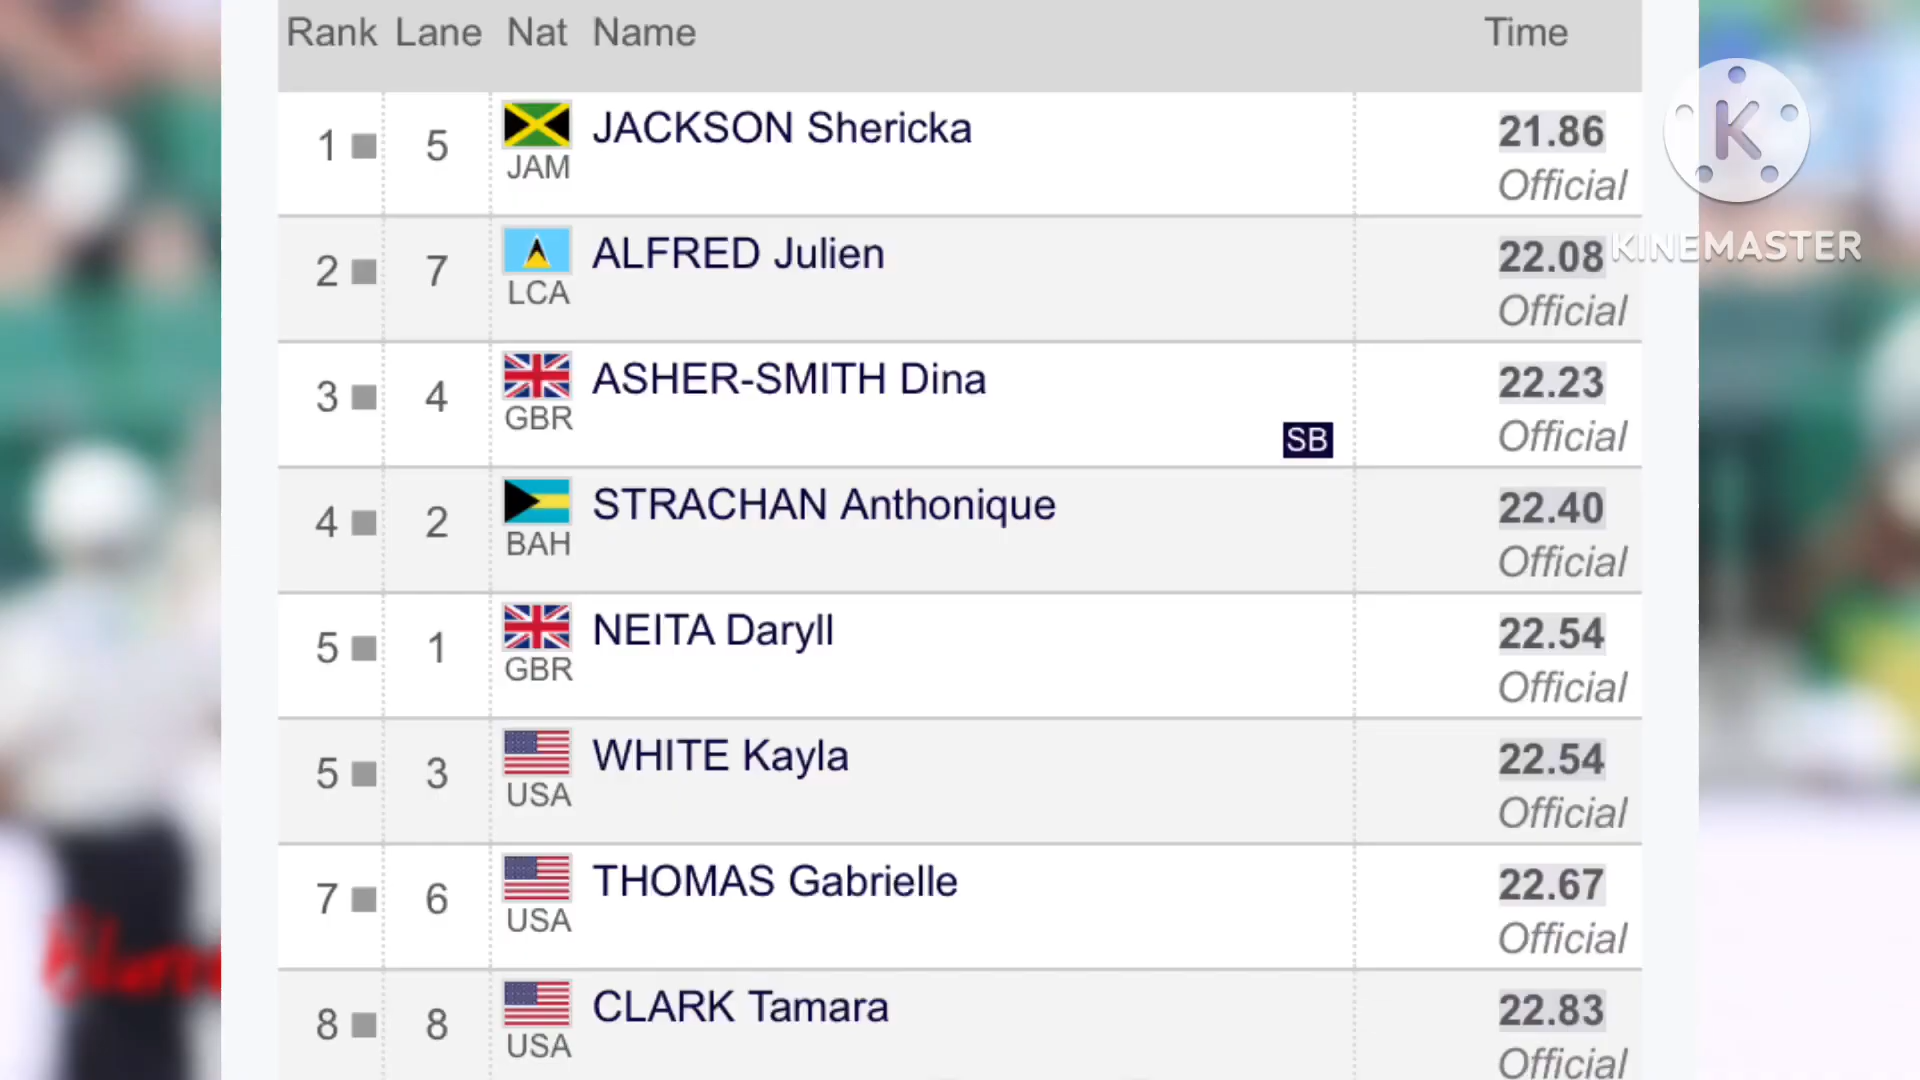 Rank Lane Nat Name Time
1 5 JACKSON Shericka 21.86
JAM Official
2 7 ALFRED Julien 22.08
LCA Official
3 4 ASHER-SMITH Dina 22.23
GBR SB Official
4 2 STRACHAN Anthonique 22.40
BAH Official
5 1 NEITA Daryll 22.54
GBR Official
5 3 WHITE Kayla 22.54
USA Official
7 6 THOMAS Gabrielle 22.67
USA Official
8 8 CLARK Tamara 22.83
USA Official
K
KINEMASTER